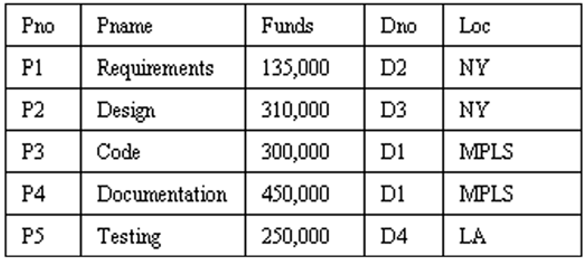 Pno Pname Funds Dno Loc
P1 Requirements 135,000 D2 NY
P2 Design 310,000 D3 NY
P3 Code 300,000 D1 MPLS
P4 Documentation 450,000 D1 MPLS
P5 Testing 250,000 D4 LA